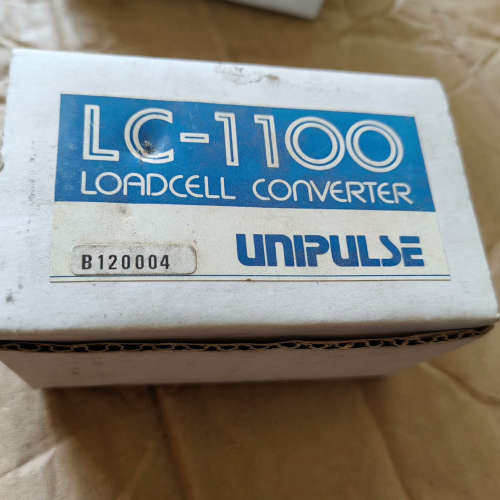 LC-1100
LOADCELL CONVERTER
UNIPULSE
B120004